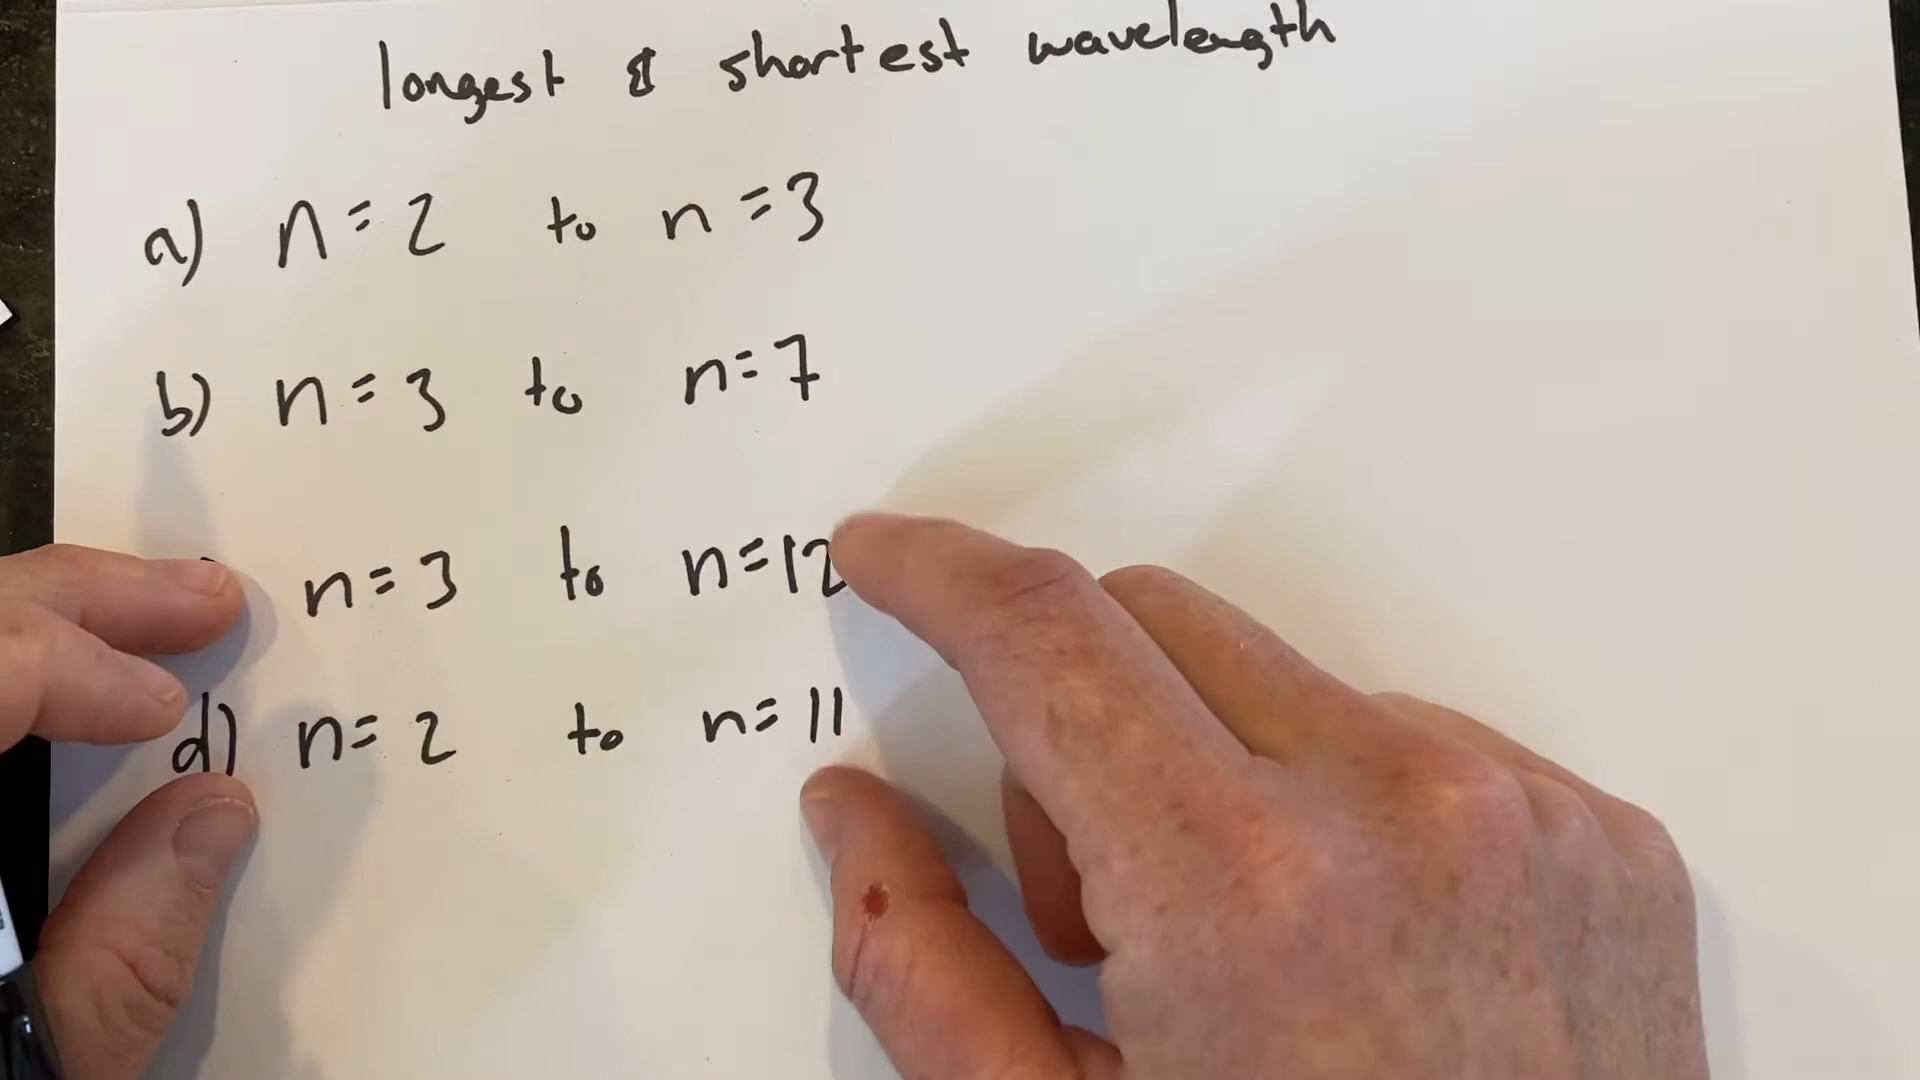 longest & shortest wavelength
a) n=2 to n=3
b) n=3 to n=7
n=3 to n=12
d) n=2 to n=11